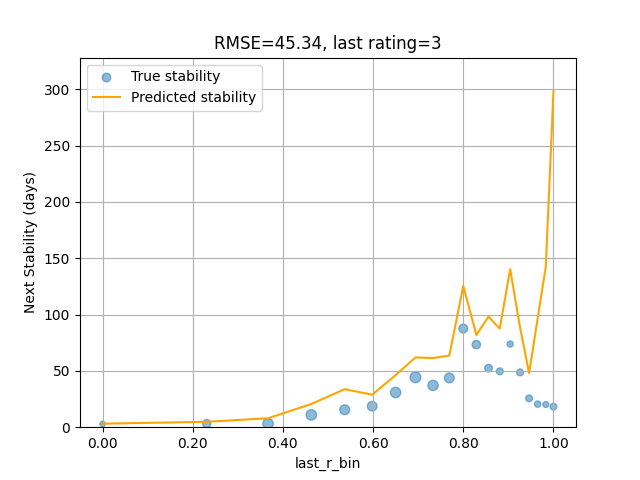 RMSE=45.34, last rating=3
True stability
Predicted stability
Next Stability (days)
300
250
200
150
100
50
0
0.00 0.20 0.40 0.60 0.80 1.00
last_r_bin